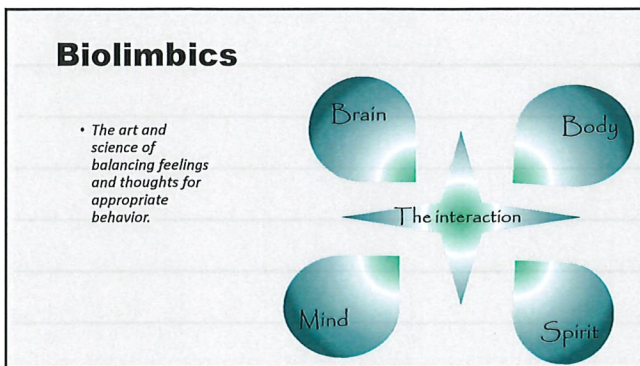 Biolimbics
• The art and
science of
balancing feelings
and thoughts for
appropriate
behavior.
Brain
Body
The interaction
Mind
Spirit